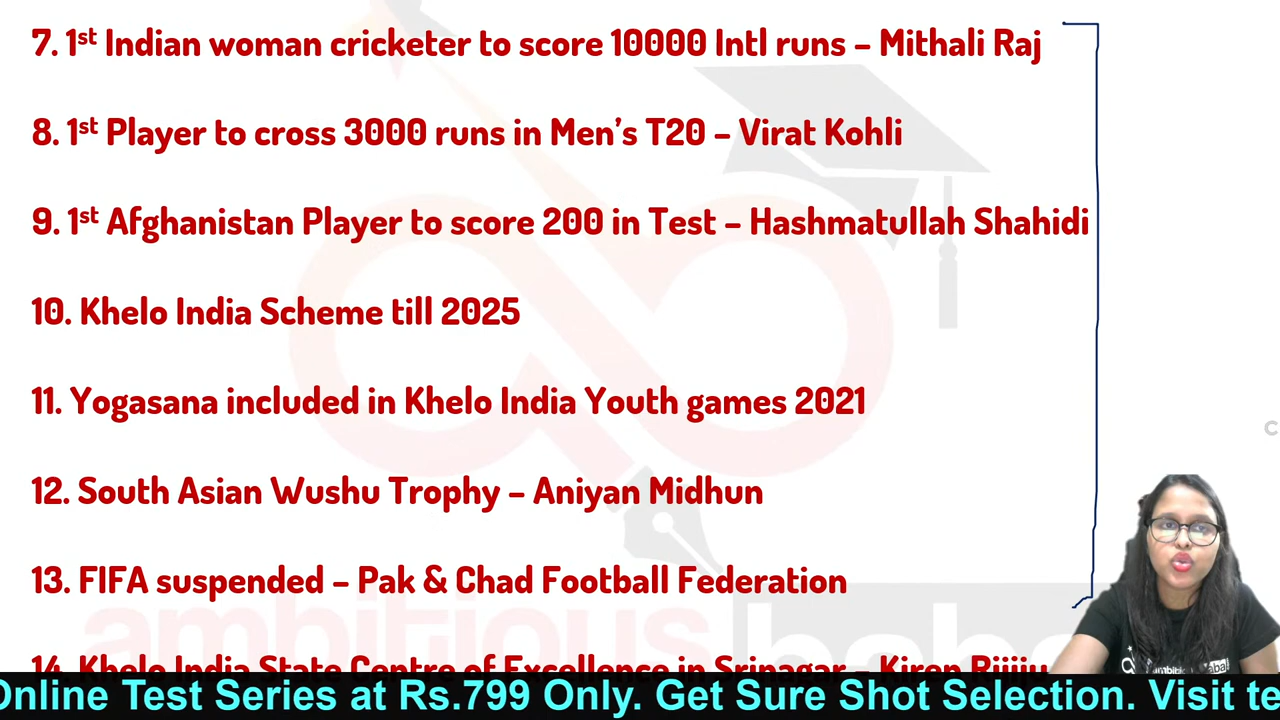 7. 1st Indian woman cricketer to score 10000 Intl runs – Mithali Raj
8. 1st Player to cross 3000 runs in Men's T20 – Virat Kohli
9. 1st Afghanistan Player to score 200 in Test – Hashmatullah Shahidi
10. Khelo India Scheme till 2025
11. Yogasana included in Khelo India Youth games 2021
12. South Asian Wushu Trophy – Aniyan Midhun
13. FIFA suspended – Pak & Chad Football Federation
ambitious baba
14. Khelo India State Centre of Excellence in Srinagar – Kiren Rijiju
Online Test Series at Rs.799 Only. Get Sure Shot Selection. Visit te